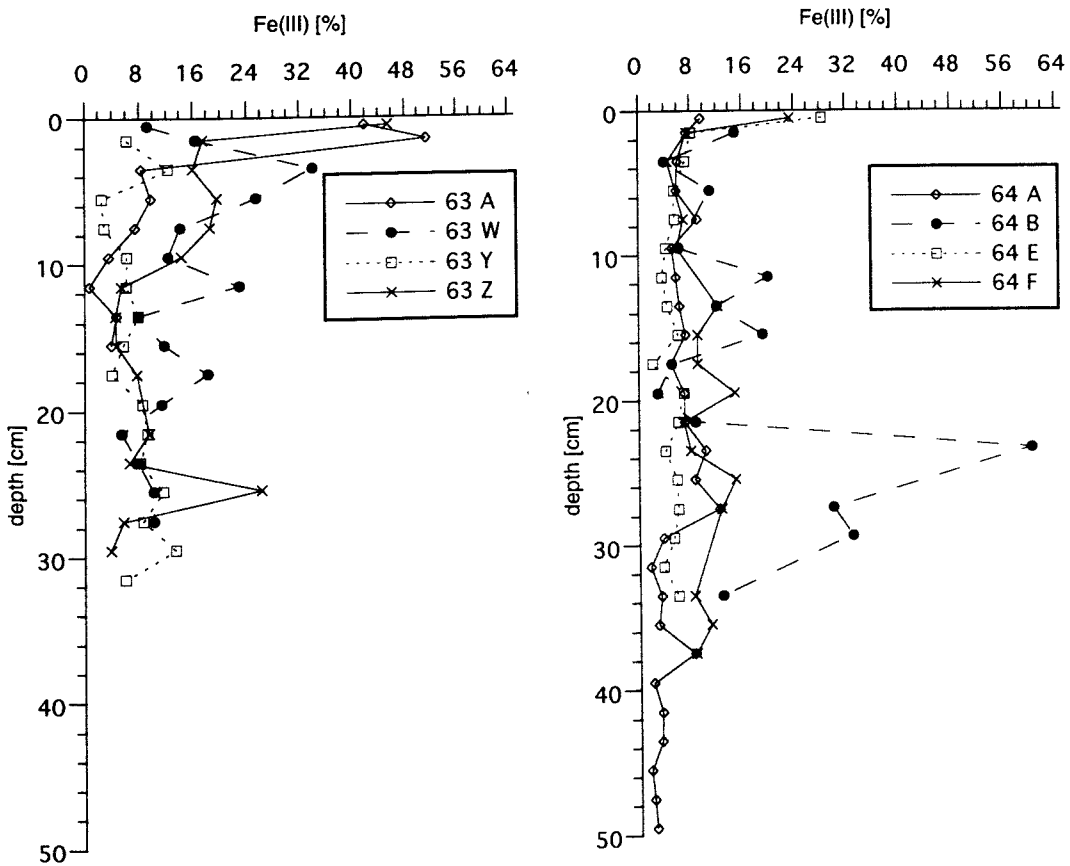 Fe(III) [%]
0 8 16 24 32 40 48 56 64
0
10
20
30
40
50
depth [cm]
63 A
63 W
63 Y
63 Z
Fe(III) [%]
0 8 16 24 32 40 48 56 64
0
10
20
30
40
50
depth [cm]
64 A
64 B
64 E
64 F